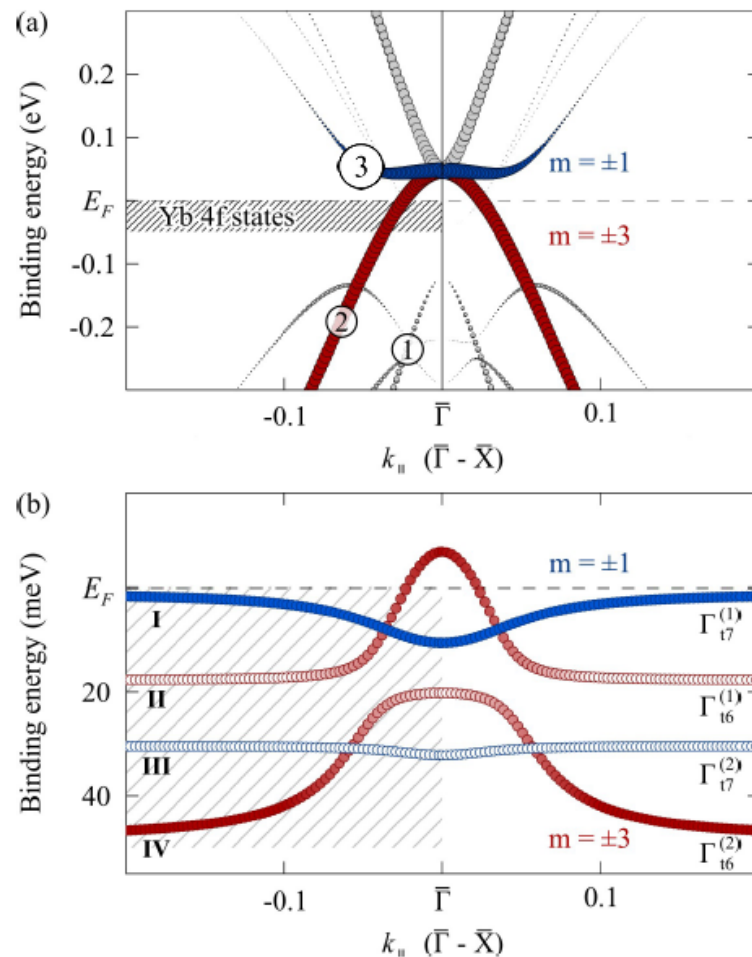 (a)
Binding energy (eV)
0.2
0.1
E_F
-0.1
-0.2
3
m = ±1
Yb 4f states
m = ±3
2
1
-0.1
Γ̄
0.1
k_॥ (Γ̄ - X̄)
(b)
Binding energy (meV)
E_F
20
40
m = ±1
I
Γ_t7^(1)
II
Γ_t6^(1)
III
Γ_t7^(2)
IV
m = ±3
Γ_t6^(2)
-0.1
Γ̄
0.1
k_॥ (Γ̄ - X̄)